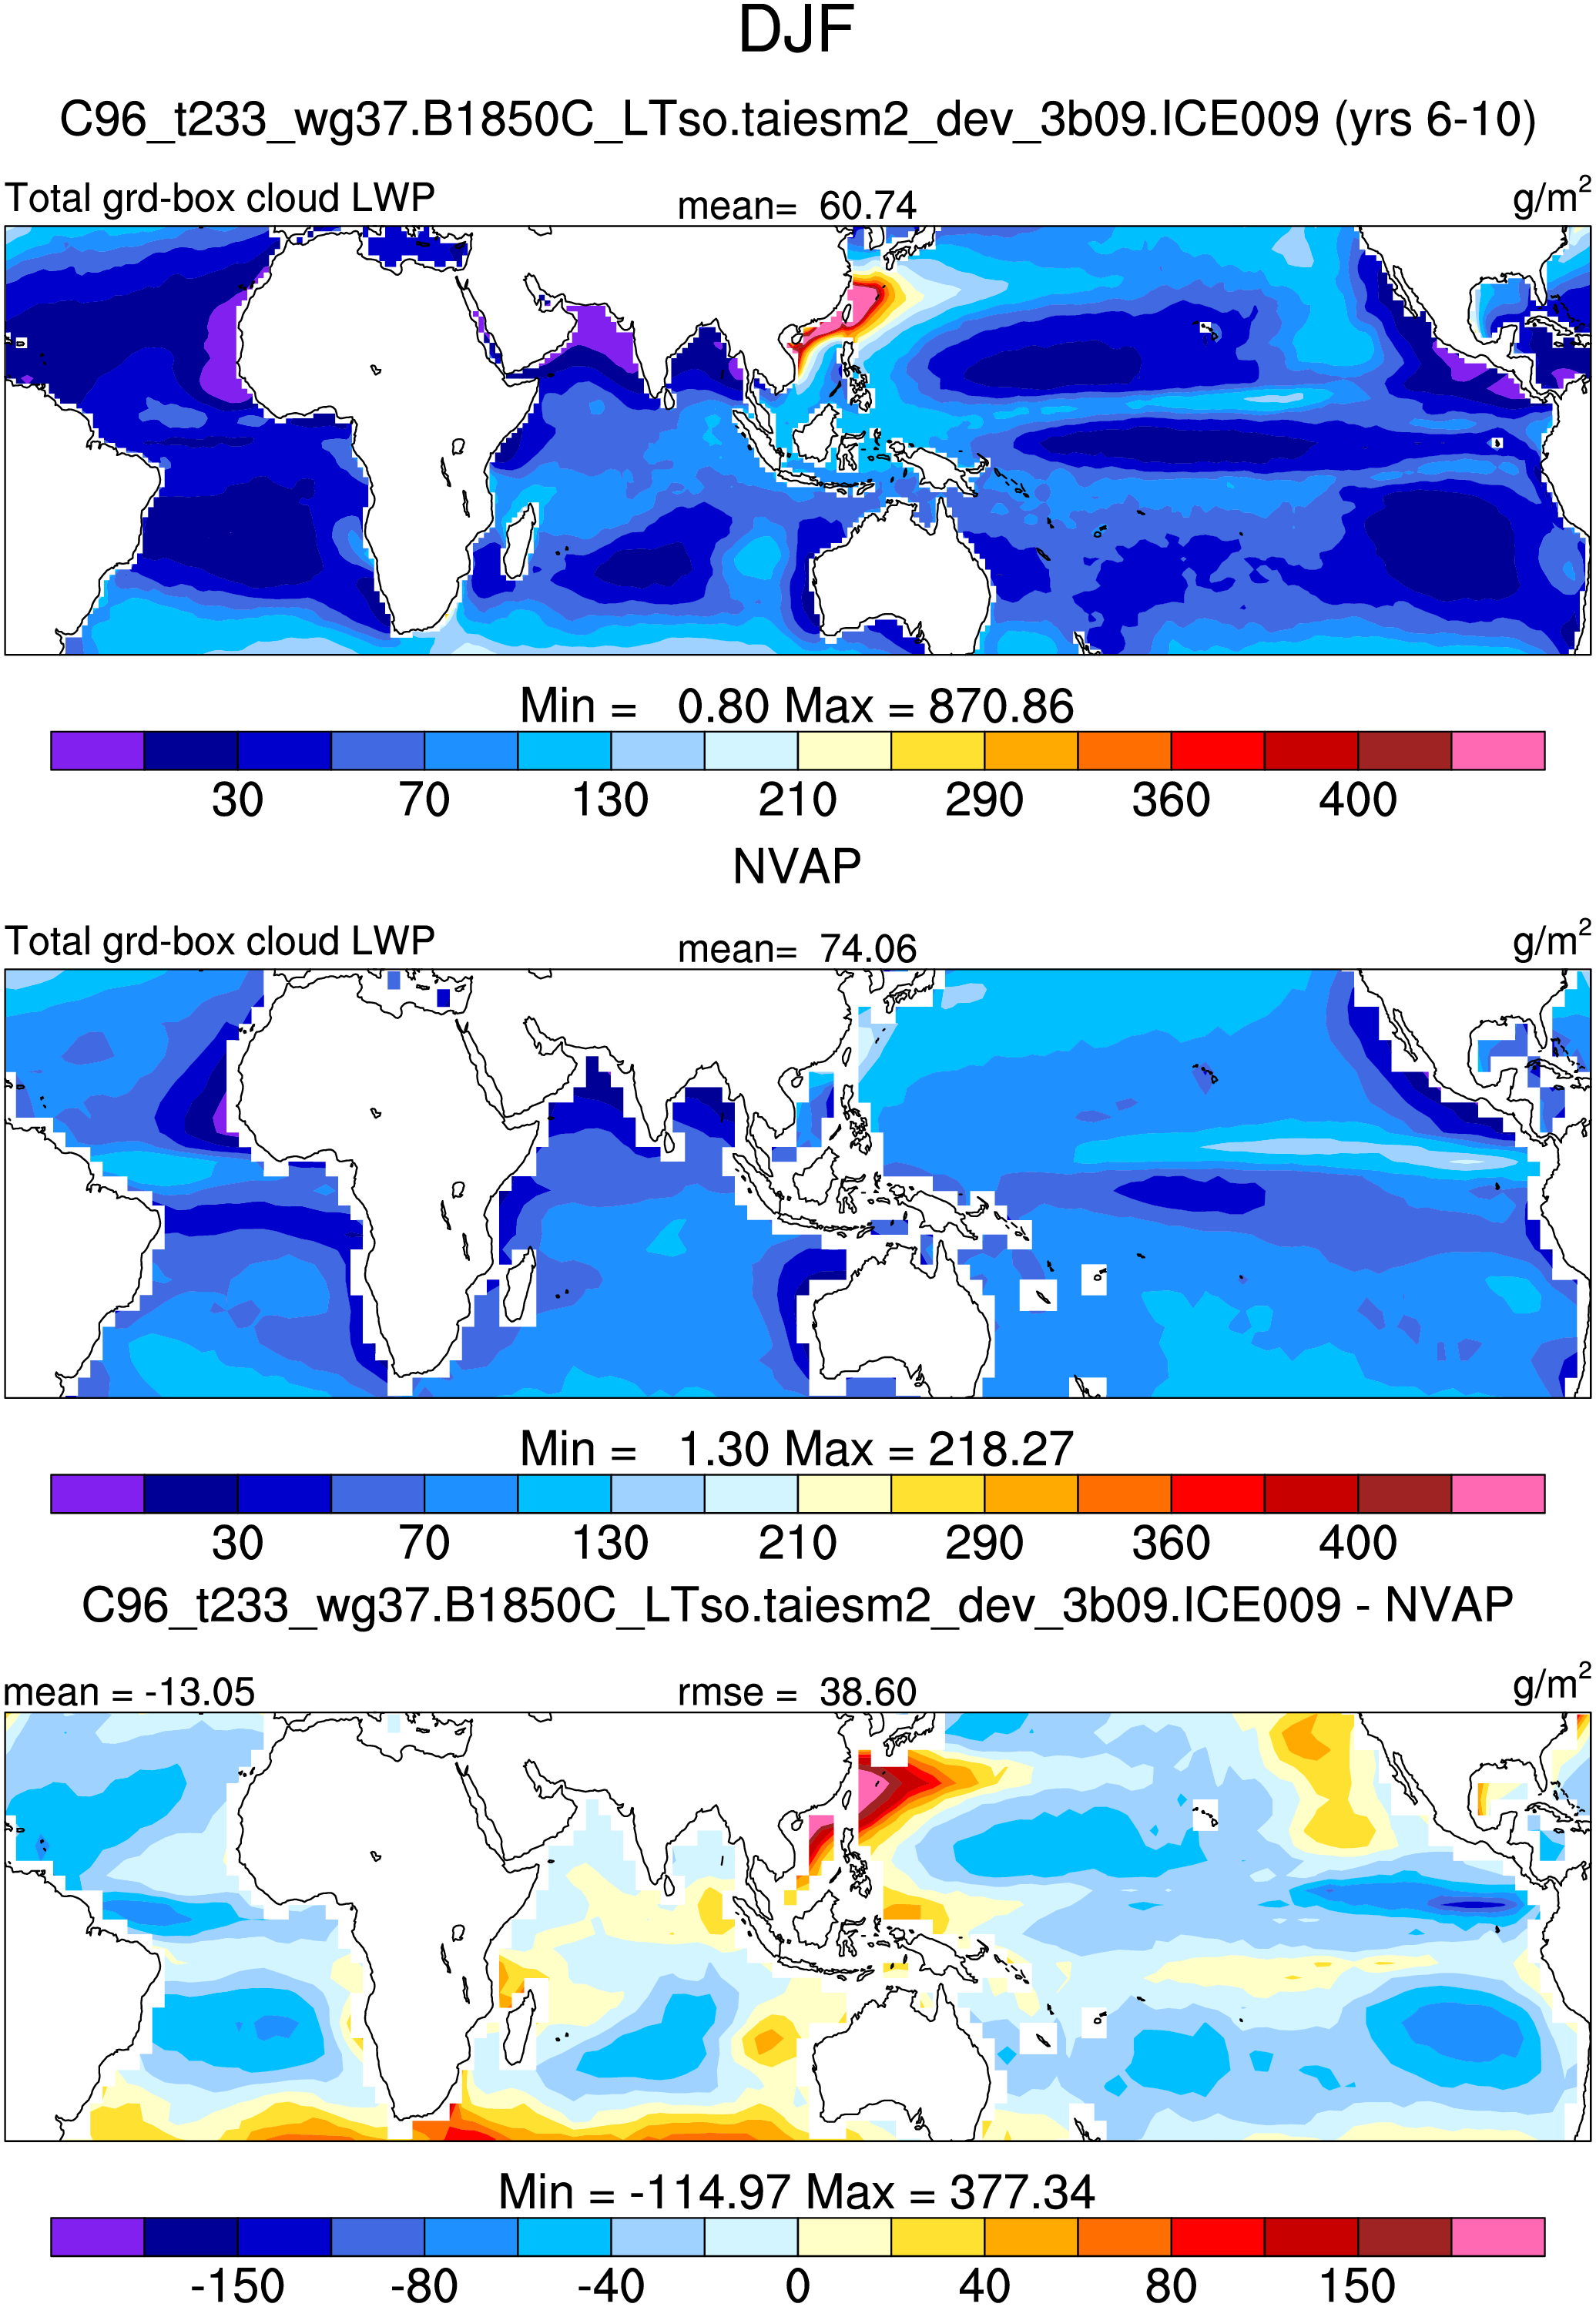 DJF
C96_t233_wg37.B1850C_LTso.taiesm2_dev_3b09.ICE009 (yrs 6-10)
Total grd-box cloud LWP mean= 60.74 g/m²
Min = 0.80 Max = 870.86
30 70 130 210 290 360 400
NVAP
Total grd-box cloud LWP mean= 74.06 g/m²
Min = 1.30 Max = 218.27
30 70 130 210 290 360 400
C96_t233_wg37.B1850C_LTso.taiesm2_dev_3b09.ICE009 - NVAP
mean = -13.05 rmse = 38.60 g/m²
Min = -114.97 Max = 377.34
-150 -80 -40 0 40 80 150